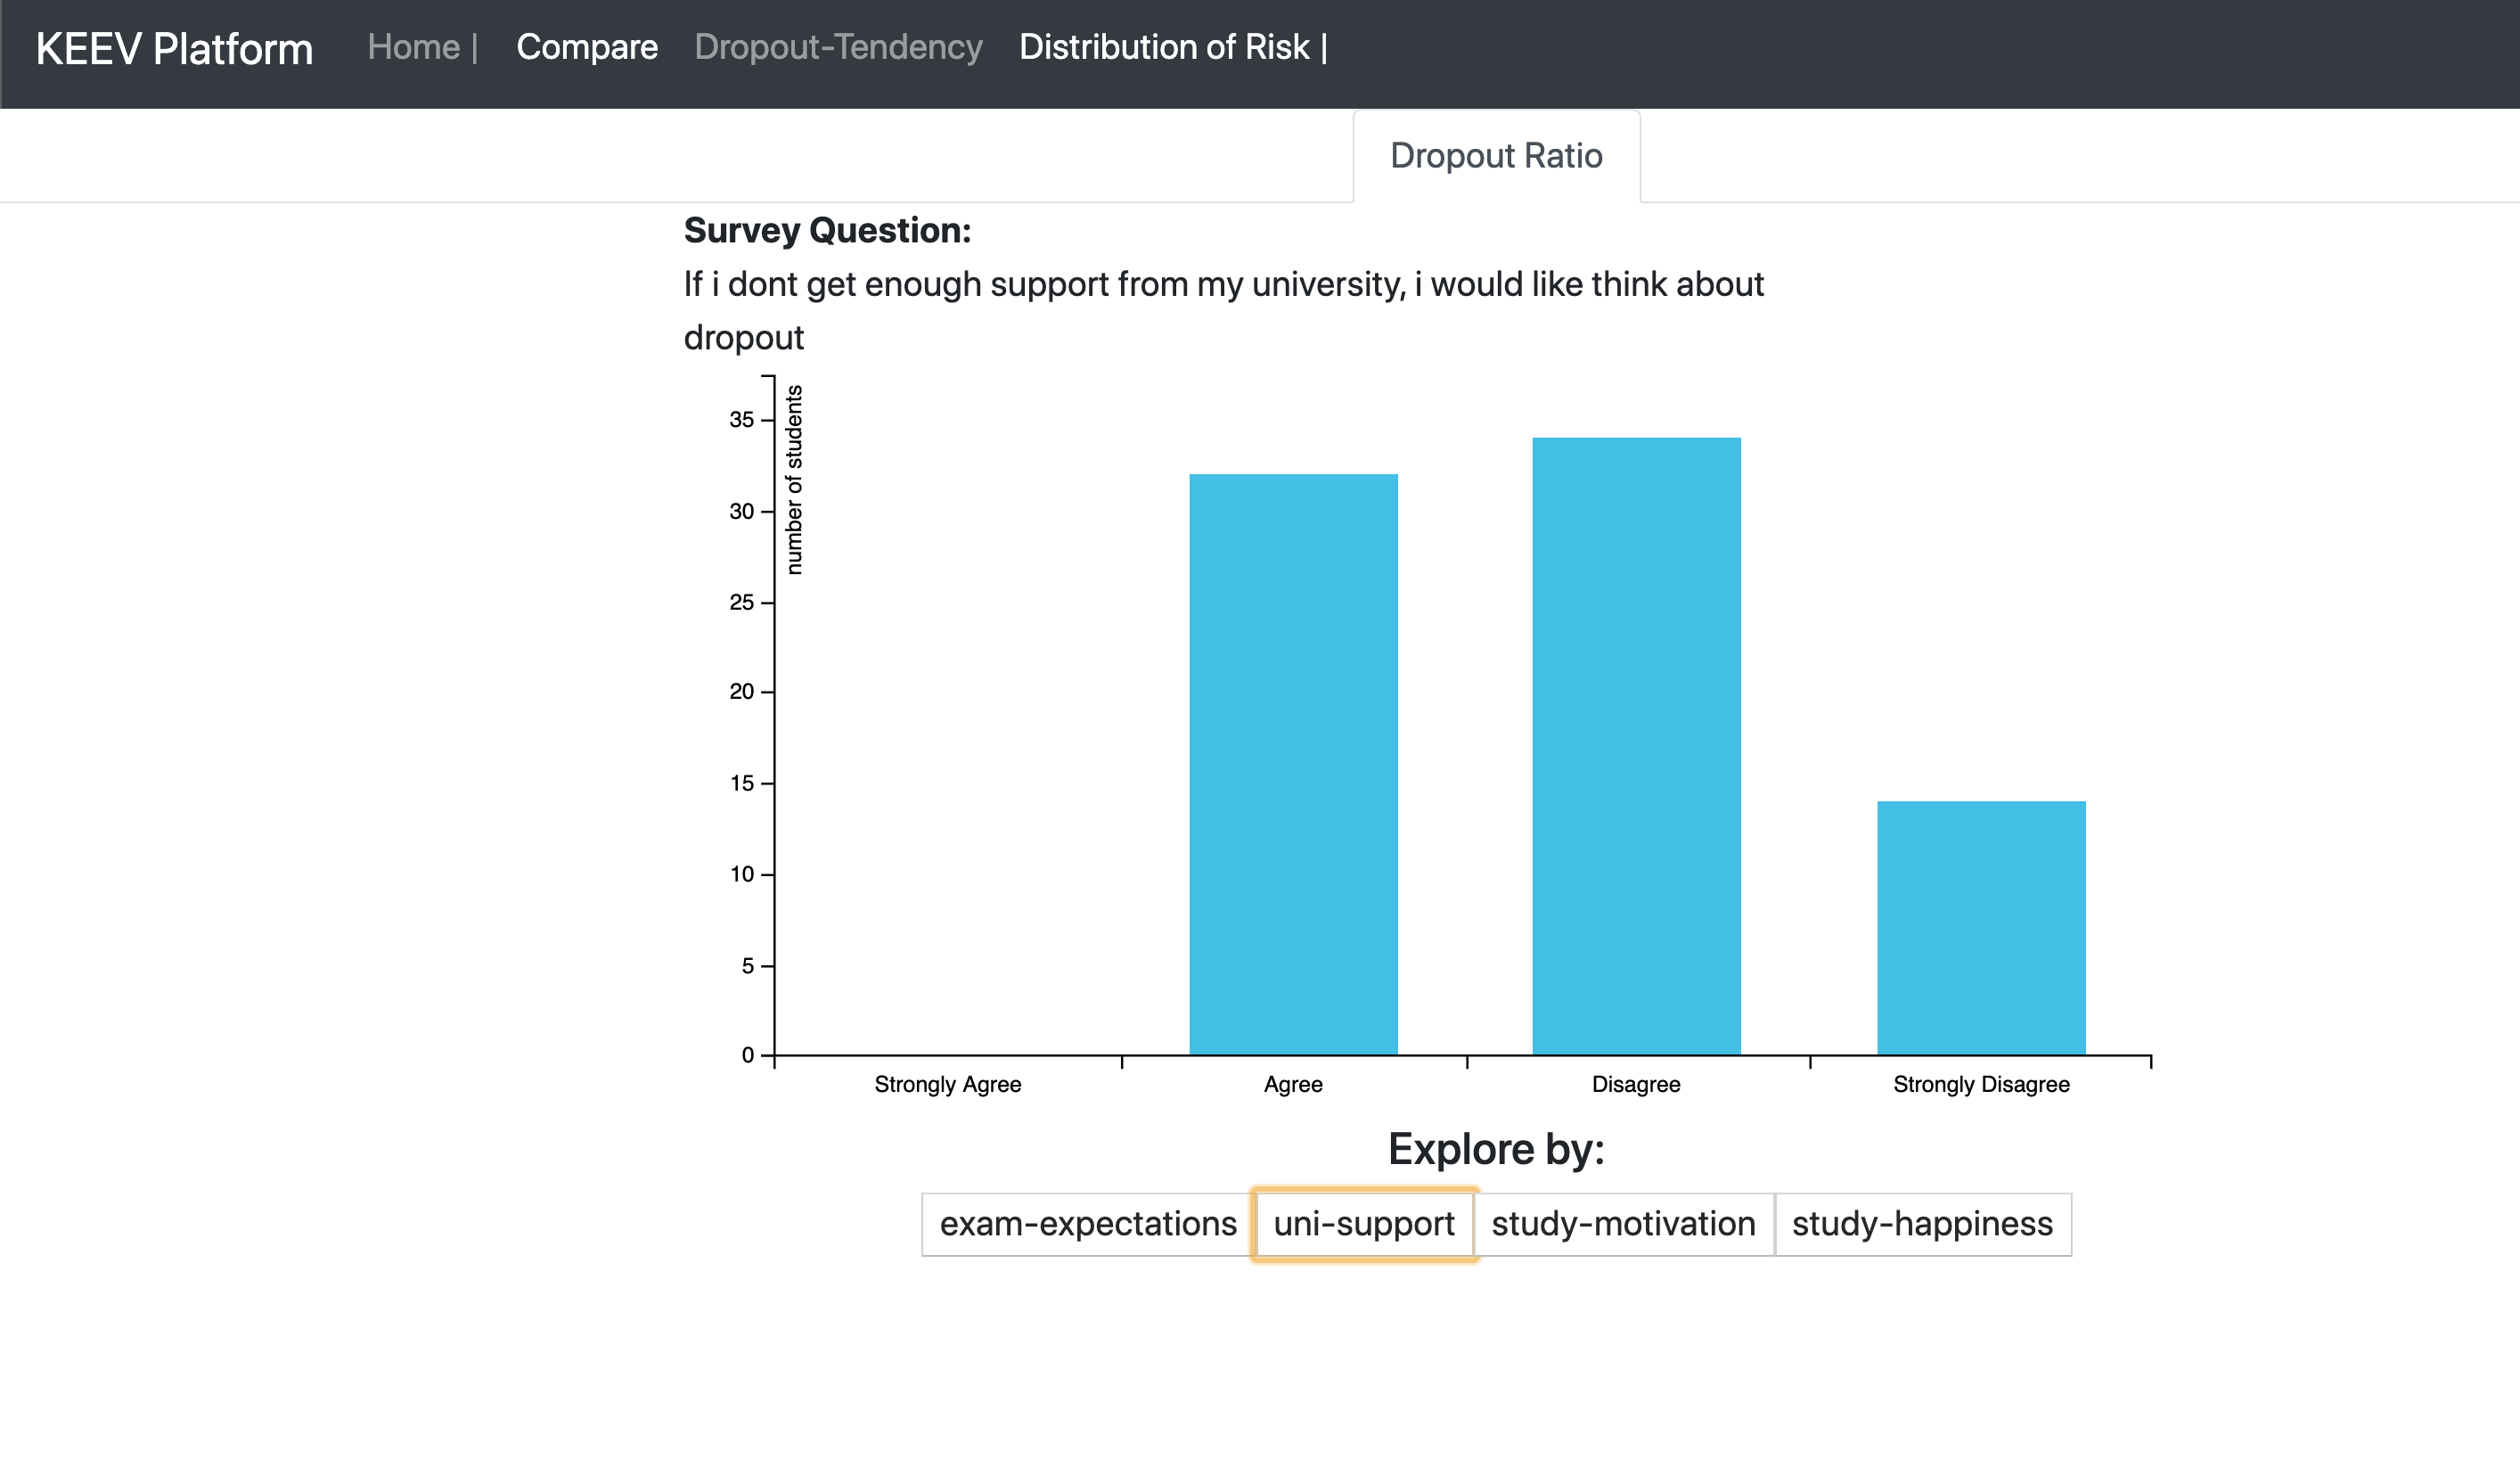 KEEV Platform Home | Compare Dropout-Tendency Distribution of Risk |
Dropout Ratio
Survey Question:
If i dont get enough support from my university, i would like think about
dropout
number of students
35
30
25
20
15
10
5
0
Strongly Agree Agree Disagree Strongly Disagree
Explore by:
exam-expectations uni-support study-motivation study-happiness